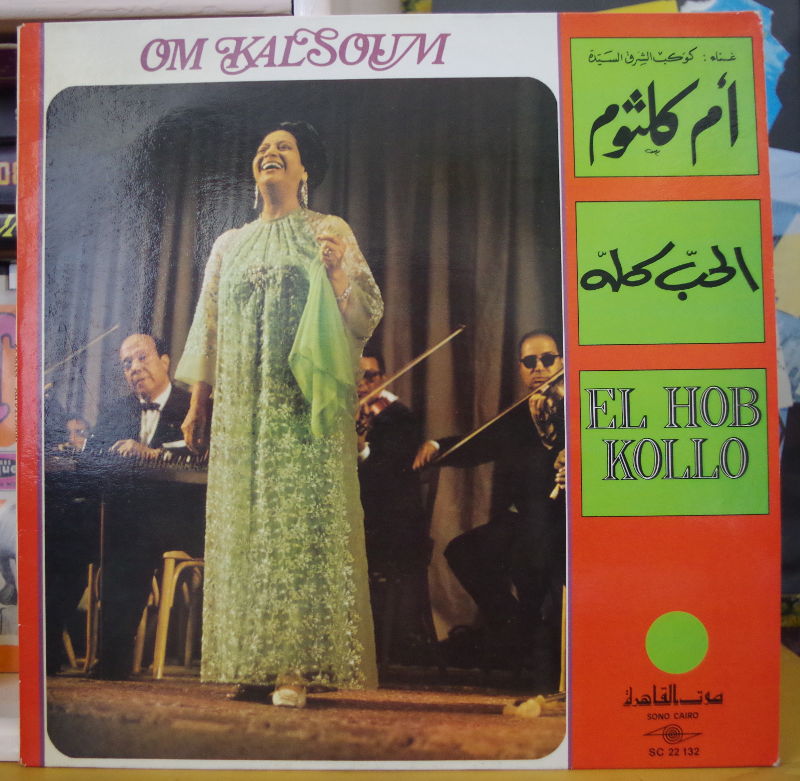 OM KALSOUM
غناء : كوكب الشرق السيدة
أم كلثوم
الحب كله
EL HOB
KOLLO
صوت القاهرة
SONO CAIRO
SC 22 132